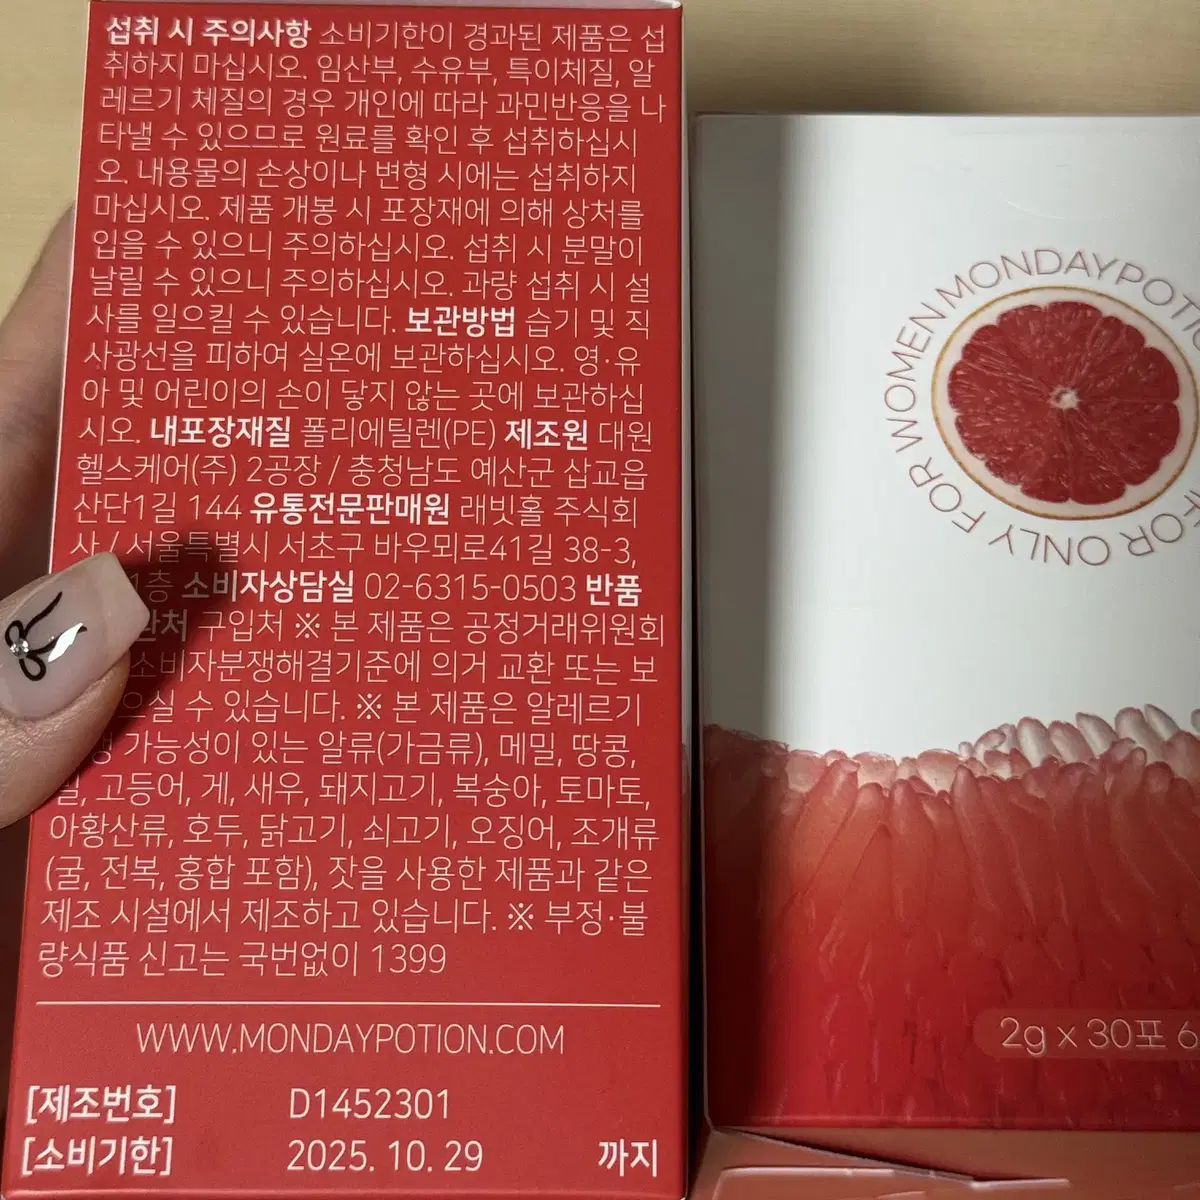 섭취 시 주의사항 소비기한이 경과된 제품은 섭
취하지 마십시오. 임산부, 수유부, 특이체질, 알
레르기 체질의 경우 개인에 따라 과민반응을 나
타낼 수 있으므로 원료를 확인 후 섭취하십시
오. 내용물의 손상이나 변형 시에는 섭취하지
마십시오. 제품 개봉 시 포장재에 의해 상처를
입을 수 있으니 주의하십시오. 섭취 시 분말이
날릴 수 있으니 주의하십시오. 과량 섭취 시 설
사를 일으킬 수 있습니다. 보관방법 습기 및 직
사광선을 피하여 실온에 보관하십시오. 영·유
아 및 어린이의 손이 닿지 않는 곳에 보관하십
시오. 내포장재질 폴리에틸렌(PE) 제조원 대원
헬스케어(주) 2공장 / 충청남도 예산군 삽교읍
산단1길 144 유통전문판매원 래빗홀 주식회
사 / 서울특별시 서초구 바우뫼로41길 38-3,
1층 소비자상담실 02-6315-0503 반품
구입처 ※ 본 제품은 공정거래위원회
소비자분쟁해결기준에 의거 교환 또는 보
수 있습니다. ※ 본 제품은 알레르기
가능성이 있는 알류(가금류), 메밀, 땅콩,
고등어, 게, 새우, 돼지고기, 복숭아, 토마토,
아황산류, 호두, 닭고기, 쇠고기, 오징어, 조개류
(굴, 전복, 홍합 포함), 잣을 사용한 제품과 같은
제조 시설에서 제조하고 있습니다. ※ 부정·불
량식품 신고는 국번없이 1399
WWW.MONDAYPOTION.COM
[제조번호] D1452301
[소비기한] 2025. 10. 29 까지
MONDAYPOTIO
FOR ONLY FOR WOMEN
2g x 30포 6